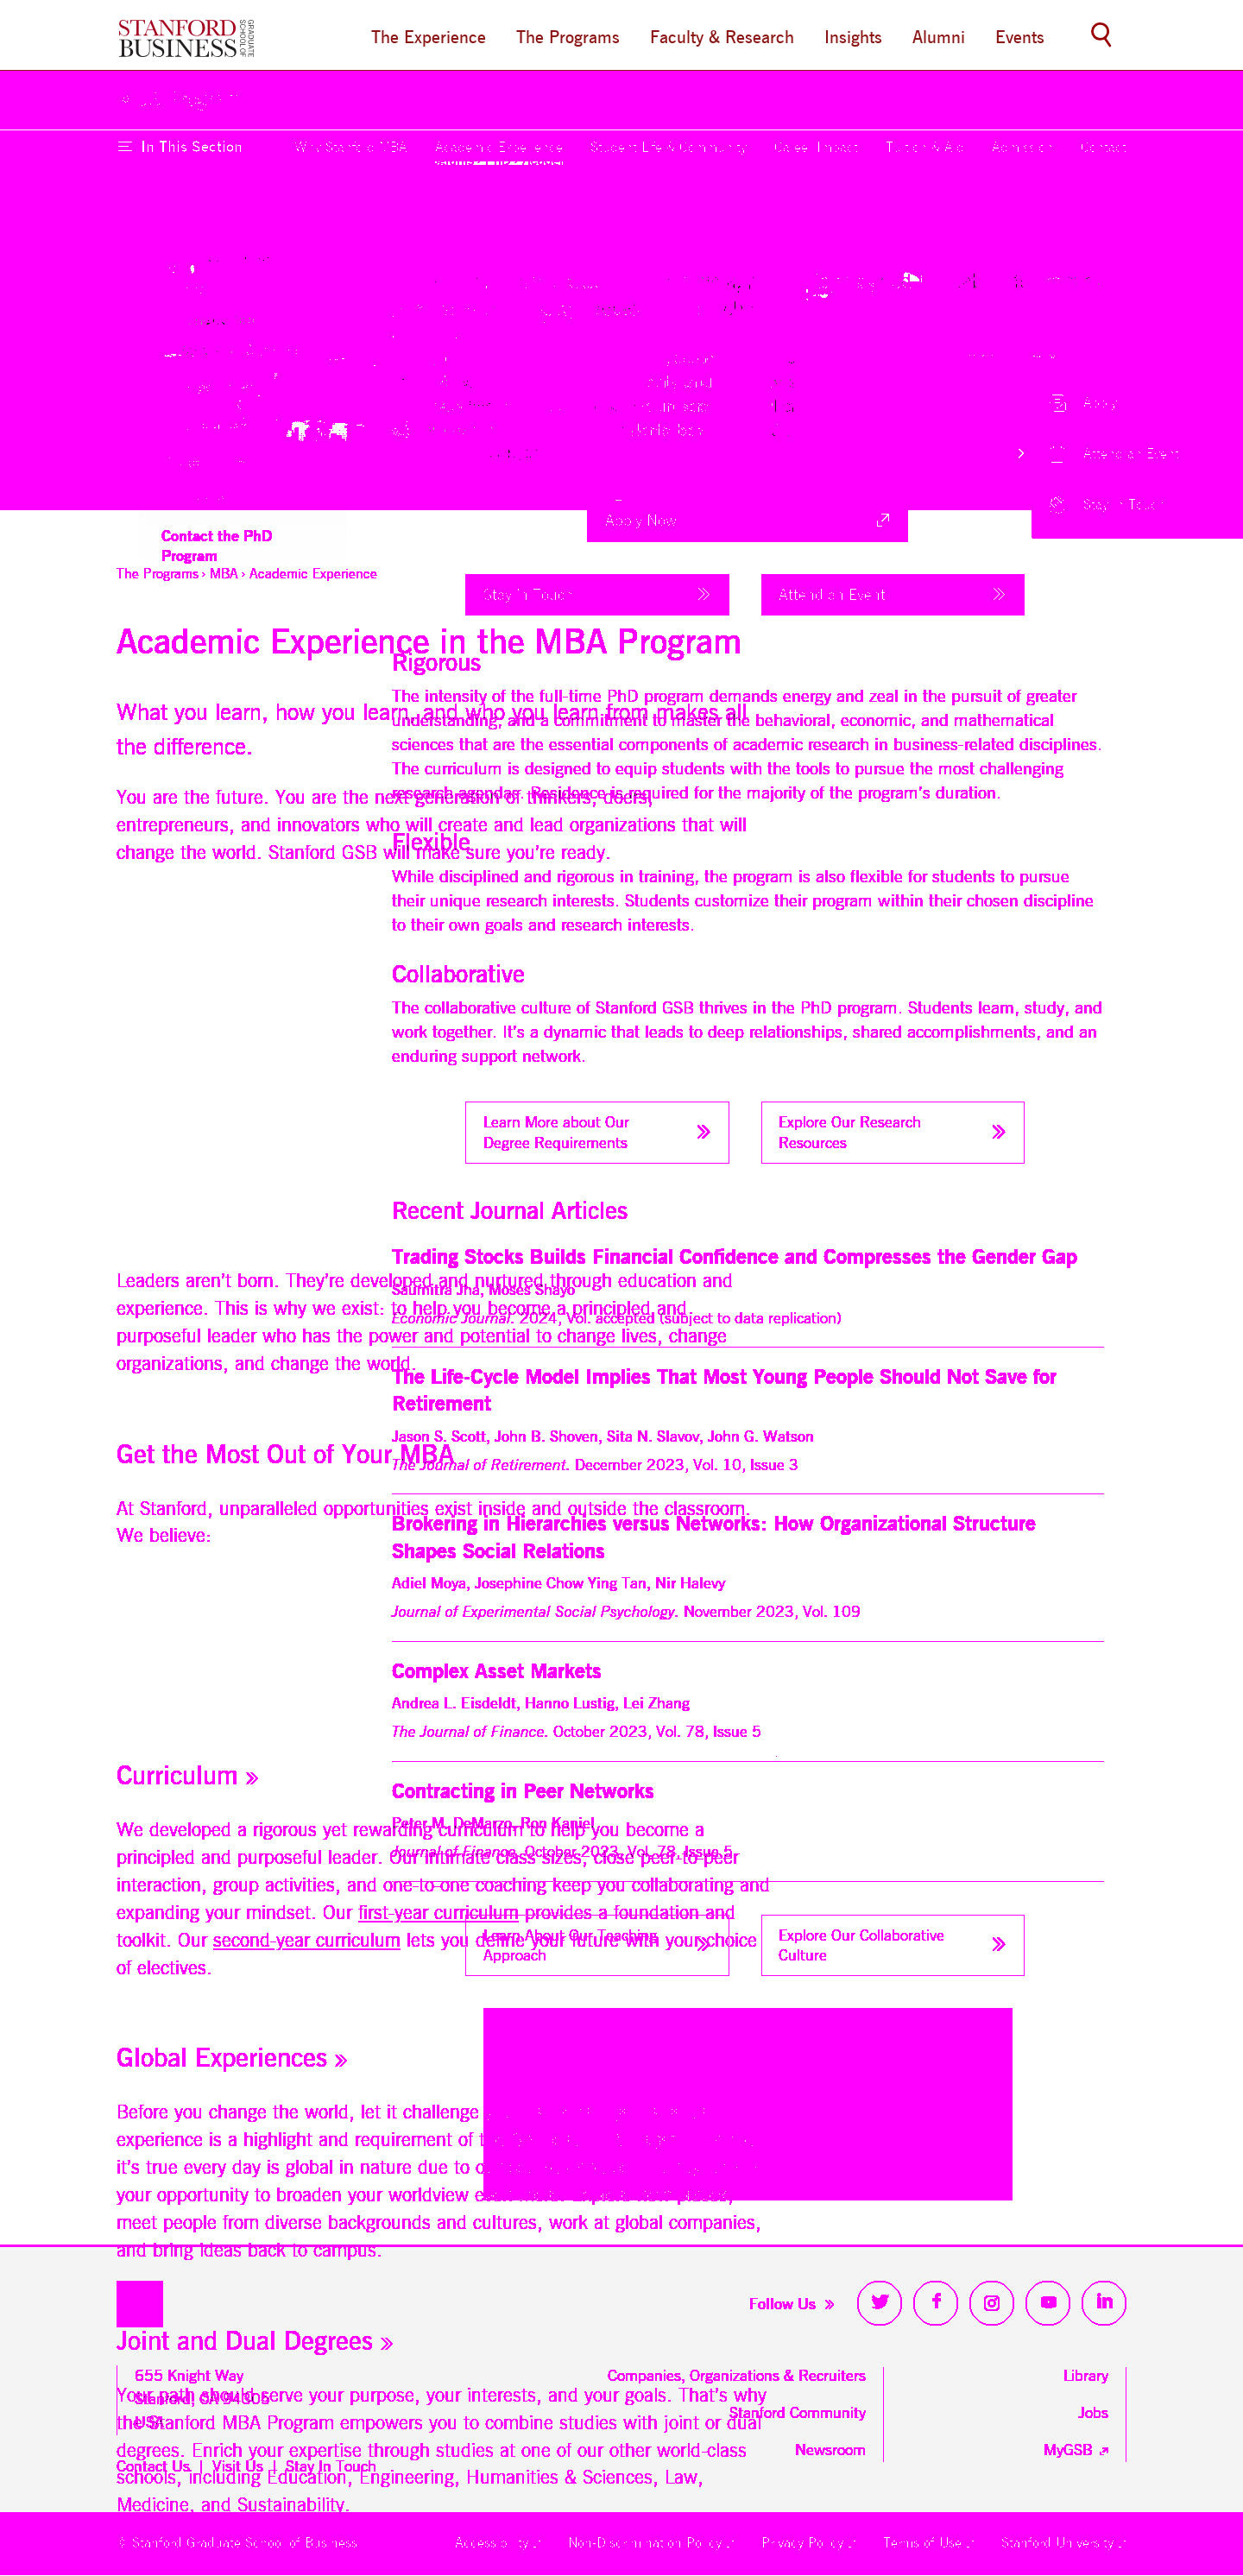 STANFORD
BUSINESS
GRADUATE
SCHOOL OF
The Experience
The Programs
Faculty & Research
Insights
Alumni
Events
In This Section
Why Stanford MBA
Academic Experience
Student Life & Community
Career Impact
Tuition & Aid
Admission
Contact
Apply
Attend an Event
Stay in Touch
Apply Now
Contact the PhD
Program
The Programs › MBA › Academic Experience
Stay in Touch
Attend an Event
Academic Experience in the MBA Program
Rigorous
The intensity of the full-time PhD program demands energy and zeal in the pursuit of greater
understanding, and a commitment to master the behavioral, economic, and mathematical
sciences that are the essential components of academic research in business-related disciplines.
The curriculum is designed to equip students with the tools to pursue the most challenging
research agendas. Residence is required for the majority of the program's duration.
What you learn, how you learn, and who you learn from makes all
the difference.
You are the future. You are the next generation of thinkers, doers,
entrepreneurs, and innovators who will create and lead organizations that will
change the world. Stanford GSB will make sure you're ready.
Flexible
While disciplined and rigorous in training, the program is also flexible for students to pursue
their unique research interests. Students customize their program within their chosen discipline
to their own goals and research interests.
Collaborative
The collaborative culture of Stanford GSB thrives in the PhD program. Students learn, study, and
work together. It's a dynamic that leads to deep relationships, shared accomplishments, and an
enduring support network.
Learn More about Our
Degree Requirements
Explore Our Research
Resources
Recent Journal Articles
Trading Stocks Builds Financial Confidence and Compresses the Gender Gap
Saumitra Jha, Moses Shayo
Economic Journal. 2024, Vol. accepted (subject to data replication)
Leaders aren't born. They're developed and nurtured through education and
experience. This is why we exist: to help you become a principled and
purposeful leader who has the power and potential to change lives, change
organizations, and change the world.
The Life-Cycle Model Implies That Most Young People Should Not Save for
Retirement
Jason S. Scott, John B. Shoven, Sita N. Slavov, John G. Watson
The Journal of Retirement. December 2023, Vol. 10, Issue 3
Get the Most Out of Your MBA
At Stanford, unparalleled opportunities exist inside and outside the classroom.
We believe:
Brokering in Hierarchies versus Networks: How Organizational Structure
Shapes Social Relations
Adiel Moya, Josephine Chow Ying Tan, Nir Halevy
Journal of Experimental Social Psychology. November 2023, Vol. 109
Complex Asset Markets
Andrea L. Eisdeldt, Hanno Lustig, Lei Zhang
The Journal of Finance. October 2023, Vol. 78, Issue 5
Curriculum »
Contracting in Peer Networks
Peter M. DeMarzo, Ron Kaniel
Journal of Finance. October 2023, Vol. 78, Issue 5
We developed a rigorous yet rewarding curriculum to help you become a
principled and purposeful leader. Our intimate class sizes, close peer-to-peer
interaction, group activities, and one-to-one coaching keep you collaborating and
expanding your mindset. Our first-year curriculum provides a foundation and
toolkit. Our second-year curriculum lets you define your future with your choice
of electives.
Learn About Our Teaching
Approach
Explore Our Collaborative
Culture
Global Experiences »
Before you change the world, let it challenge
experience is a highlight and requirement of
it's true every day is global in nature due to
your opportunity to broaden your worldview
meet people from diverse backgrounds and cultures, work at global companies,
and bring ideas back to campus.
Follow Us »
Joint and Dual Degrees »
655 Knight Way
Stanford, CA 94305
USA
Companies, Organizations & Recruiters
Stanford Community
Newsroom
Library
Jobs
MyGSB
Your path should serve your purpose, your interests, and your goals. That's why
the Stanford MBA Program empowers you to combine studies with joint or dual
degrees. Enrich your expertise through studies at one of our other world-class
schools, including Education, Engineering, Humanities & Sciences, Law,
Medicine, and Sustainability.
Contact Us | Visit Us | Stay In Touch
© Stanford Graduate School of Business
Accessibility
Non-Discrimination Policy
Privacy Policy
Terms of Use
Stanford University